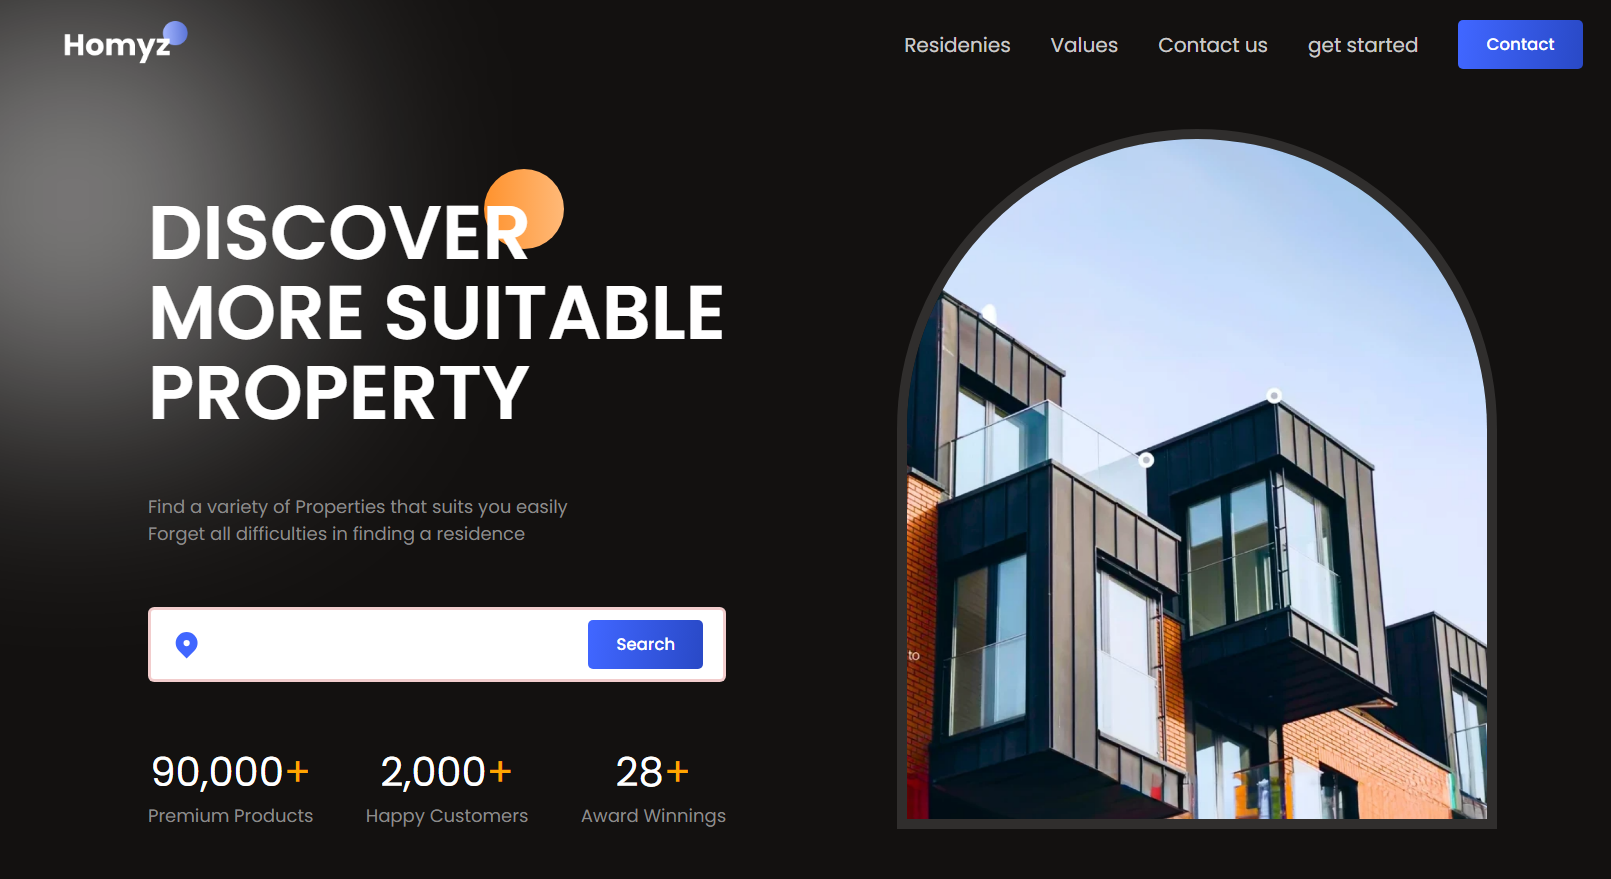 Homyz
Residenies
Values
Contact us
get started
Contact
DISCOVER
MORE SUITABLE
PROPERTY
Find a variety of Properties that suits you easily
Forget all difficulties in finding a residence
Search
90,000+
2,000+
28+
Premium Products
Happy Customers
Award Winnings
to